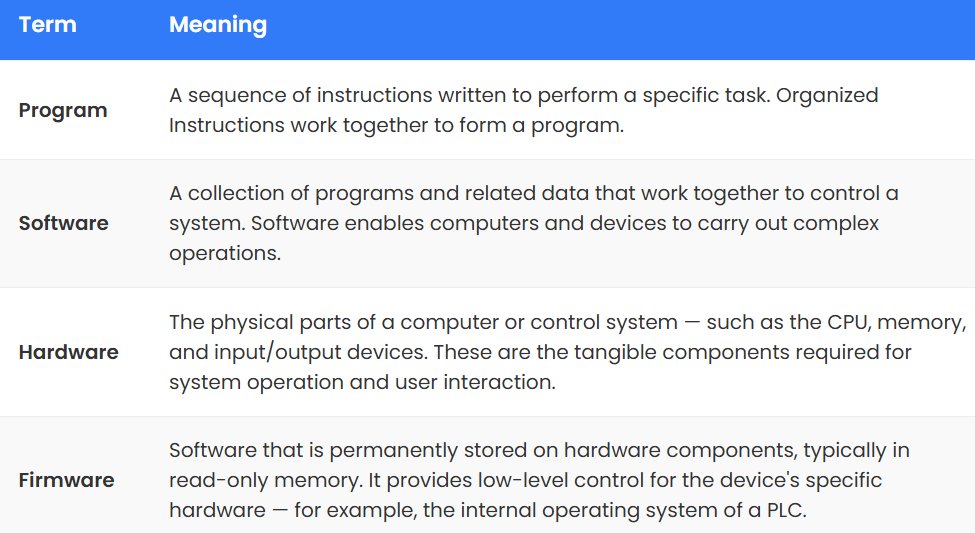 Term Meaning
Program
A sequence of instructions written to perform a specific task. Organized
Instructions work together to form a program.
Software
A collection of programs and related data that work together to control a
system. Software enables computers and devices to carry out complex
operations.
Hardware
The physical parts of a computer or control system — such as the CPU, memory,
and input/output devices. These are the tangible components required for
system operation and user interaction.
Firmware
Software that is permanently stored on hardware components, typically in
read-only memory. It provides low-level control for the device's specific
hardware — for example, the internal operating system of a PLC.